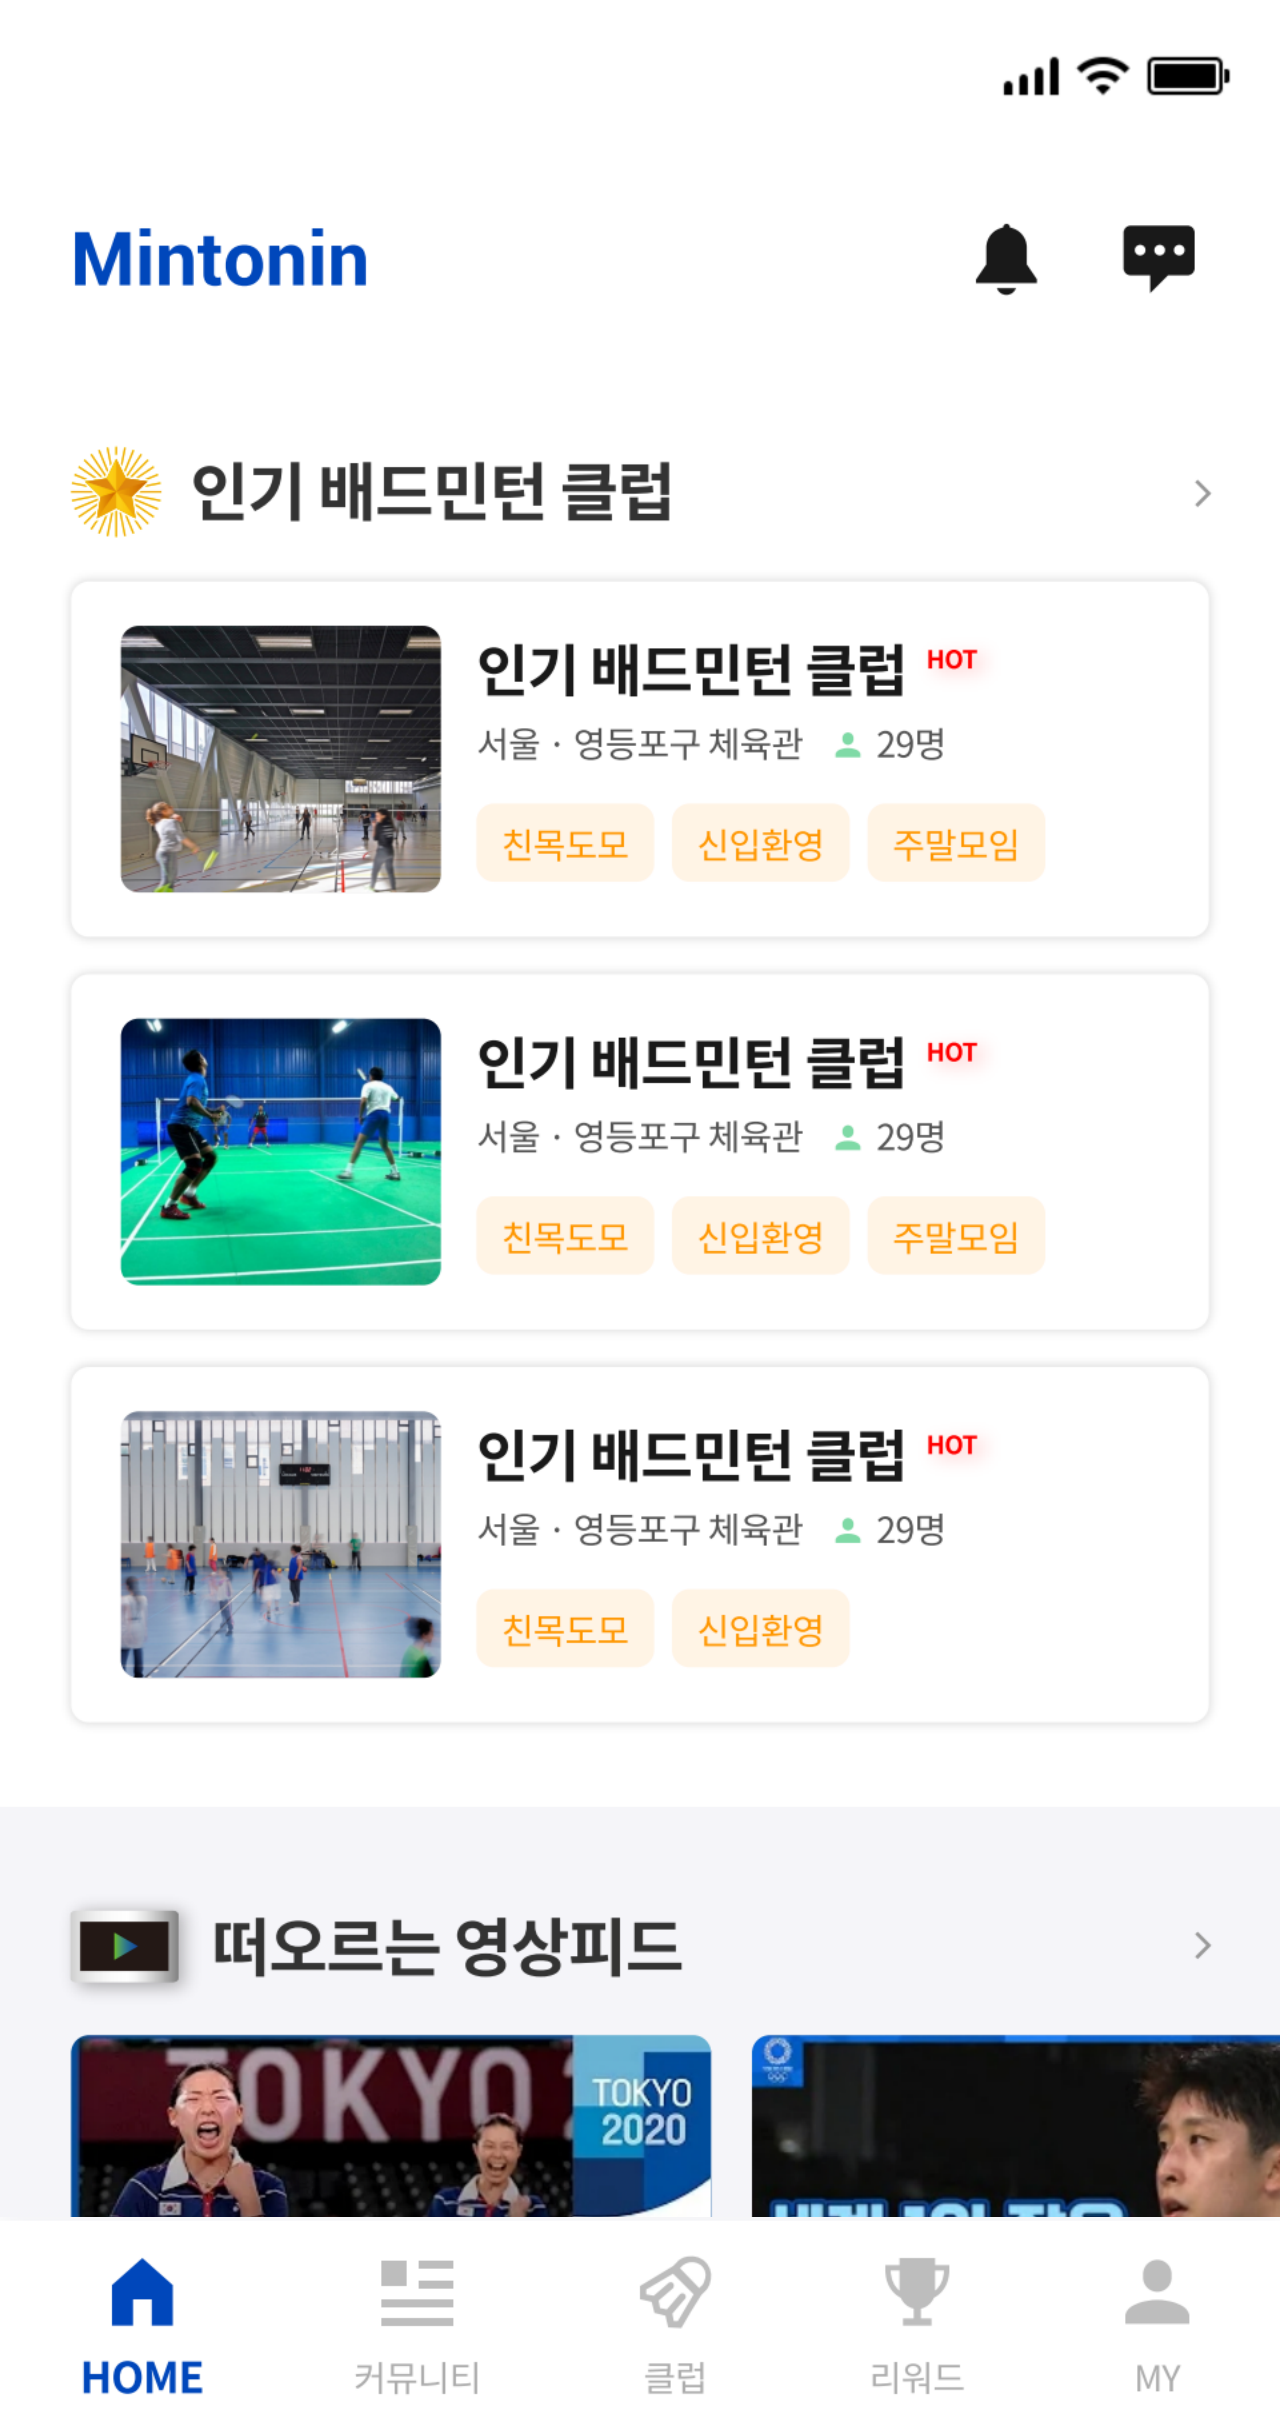 Mintonin
인기 배드민턴 클럽
인기 배드민턴 클럽 HOT
서울 · 영등포구 체육관 29명
친목도모 신입환영 주말모임
인기 배드민턴 클럽 HOT
서울 · 영등포구 체육관 29명
친목도모 신입환영 주말모임
인기 배드민턴 클럽 HOT
서울 · 영등포구 체육관 29명
친목도모 신입환영
떠오르는 영상피드
TOKYO 2
TOKYO
2020
HOME 커뮤니티 클럽 리워드 MY